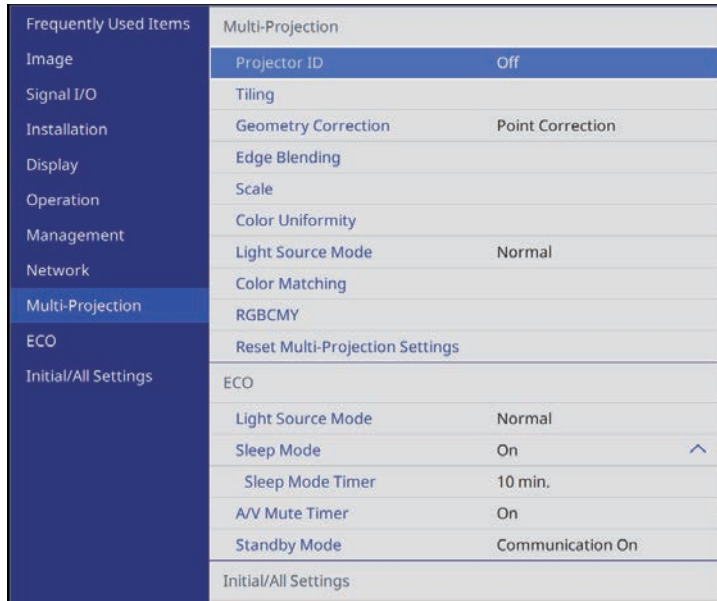 Frequently Used Items
Image
Signal I/O
Installation
Display
Operation
Management
Network
Multi-Projection
ECO
Initial/All Settings
Multi-Projection
Projector ID Off
Tiling
Geometry Correction Point Correction
Edge Blending
Scale
Color Uniformity
Light Source Mode Normal
Color Matching
RGBCMY
Reset Multi-Projection Settings
ECO
Light Source Mode Normal
Sleep Mode On
Sleep Mode Timer 10 min.
A/V Mute Timer On
Standby Mode Communication On
Initial/All Settings